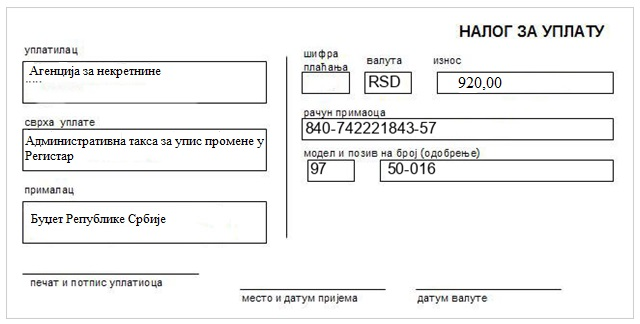 НАЛОГ ЗА УПЛАТУ
уплатилац
Агенција за некретнине
.....
сврха уплате
Административна такса за упис промене у
Регистар
прималац
Буџет Републике Србије
шифра
плаћања
валута
износ
RSD
920,00
рачун примаоца
840-742221843-57
модел и позив на број (одобрење)
97
50-016
печат и потпис уплатиоца
место и датум пријема
датум валуте